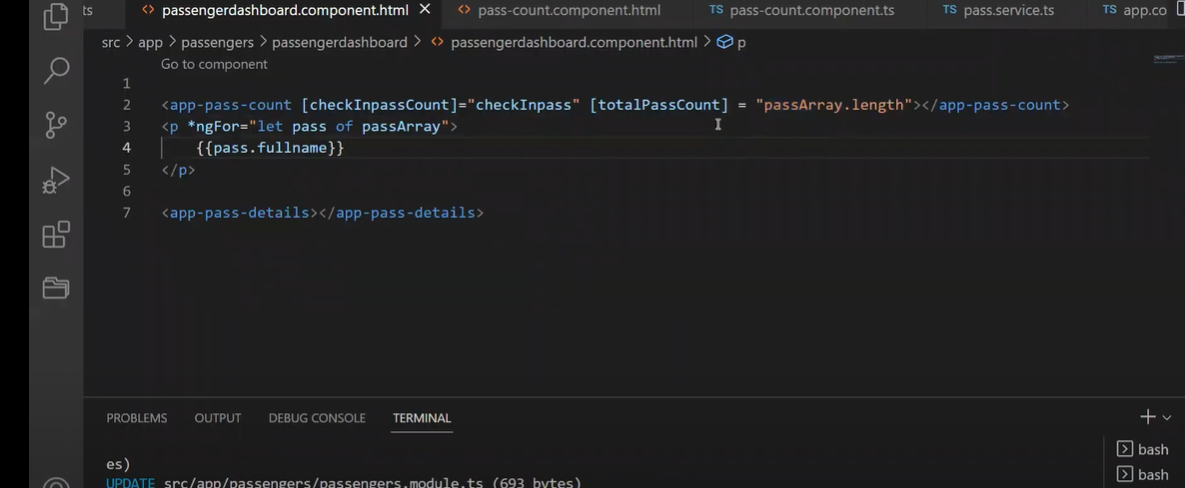 ts
passengerdashboard.component.html
pass-count.component.html
TS pass-count.component.ts
TS pass.service.ts
TS app.co
src > app > passengers > passengerdashboard > passengerdashboard.component.html > p
Go to component
1
2 <app-pass-count [checkInpassCount]="checkInpass" [totalPassCount] = "passArray.length"></app-pass-count>
3 <p *ngFor="let pass of passArray">
4 {{pass.fullname}}
5 </p>
6
7 <app-pass-details></app-pass-details>
PROBLEMS OUTPUT DEBUG CONSOLE TERMINAL
es)
UPDATE src/app/passengers/passengers.module.ts (693 bytes)
bash
bash